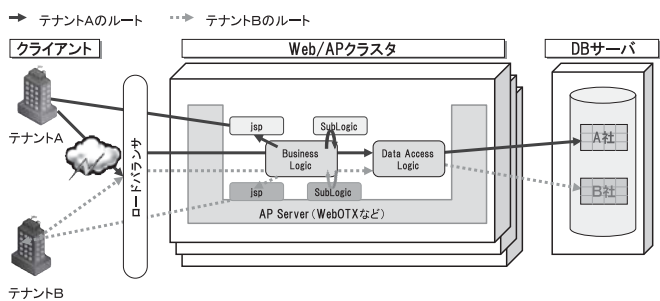 テナントAのルート
テナントBのルート
クライアント
Web/APクラスタ
DBサーバ
テナントA
ロードバランサ
jsp
SubLogic
Business
Logic
Data Access
Logic
jsp
SubLogic
AP Server(WebOTXなど)
A社
B社
テナントB